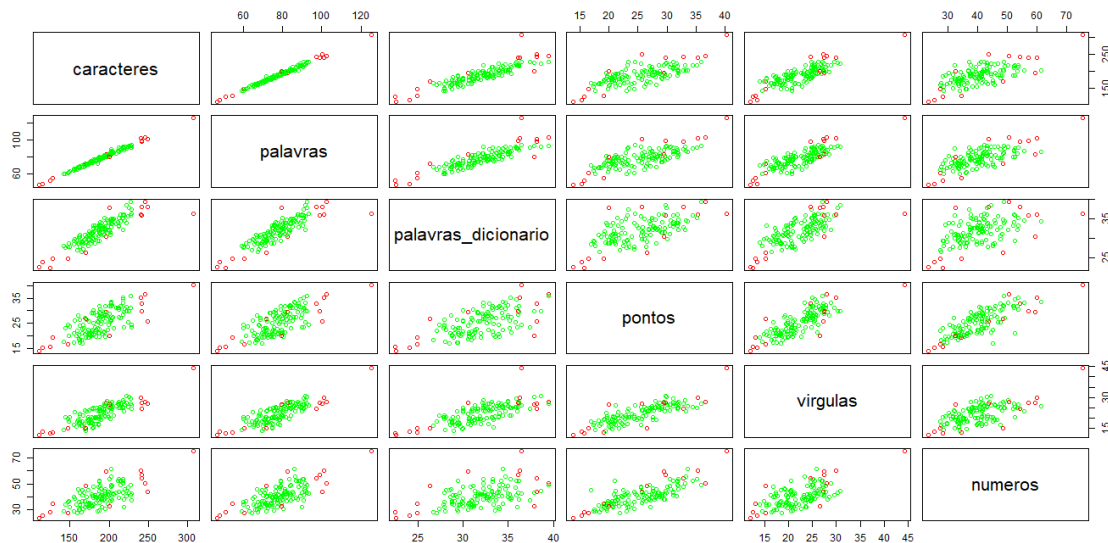 60 80 100 120
15 20 25 30 35 40
30 40 50 60 70
caracteres
150 250
60 100
palavras
palavras_dicionario
25 35
15 25 35
pontos
virgulas
15 30 45
30 50 70
numeros
150 200 250 300
25 30 35 40
10 15 20 25 30 35 40 45